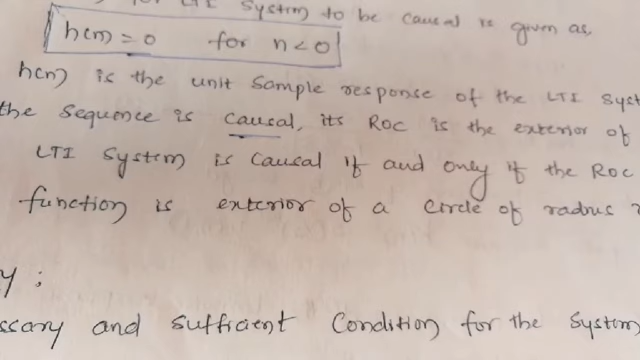 for LTI System to be causal is given as,
h(n) = 0 for n < 0
h(n) is the unit Sample response of the LTI Syst
the Sequence is Causal, its ROC is the exterior of
LTI System is Causal if and only if the ROC
function is exterior of a Circle of radius
y :
ssary and Sufficient Condition for the System